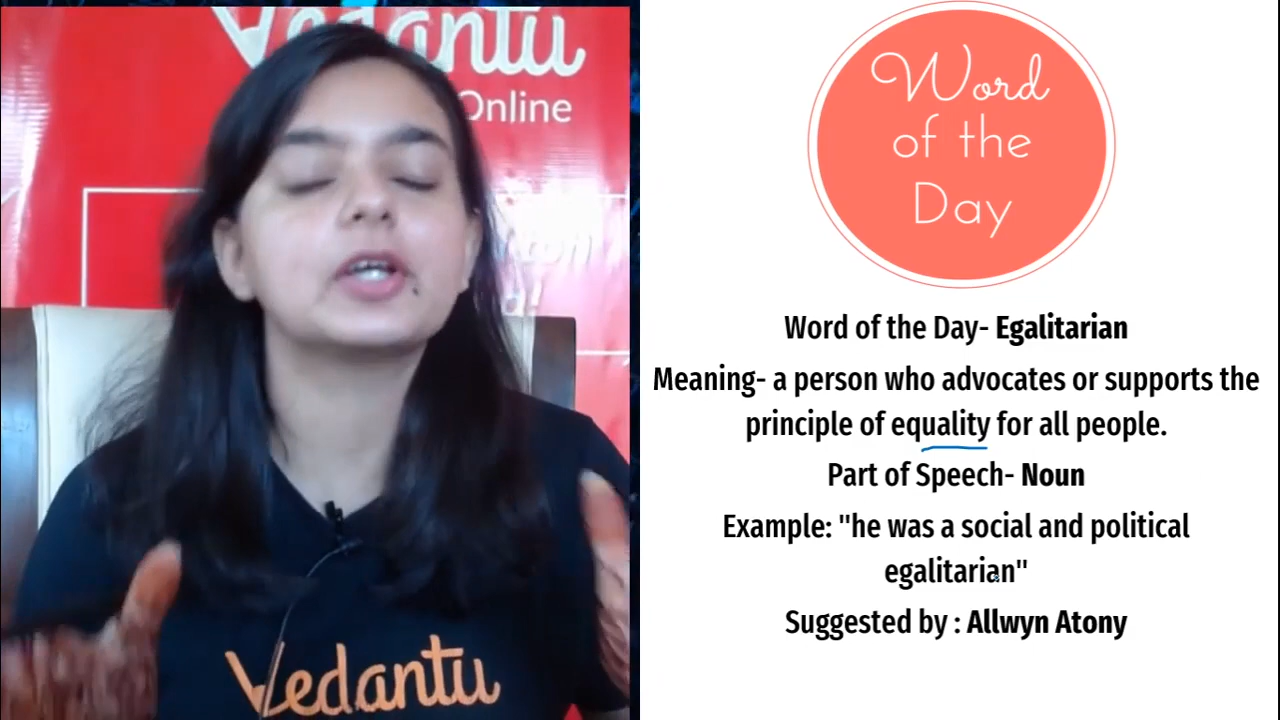 Vedantu
Online
Word
of the
Day
Word of the Day- Egalitarian
Meaning- a person who advocates or supports the
principle of equality for all people.
Part of Speech- Noun
Example: "he was a social and political
egalitarian"
Suggested by : Allwyn Atony
Vedantu